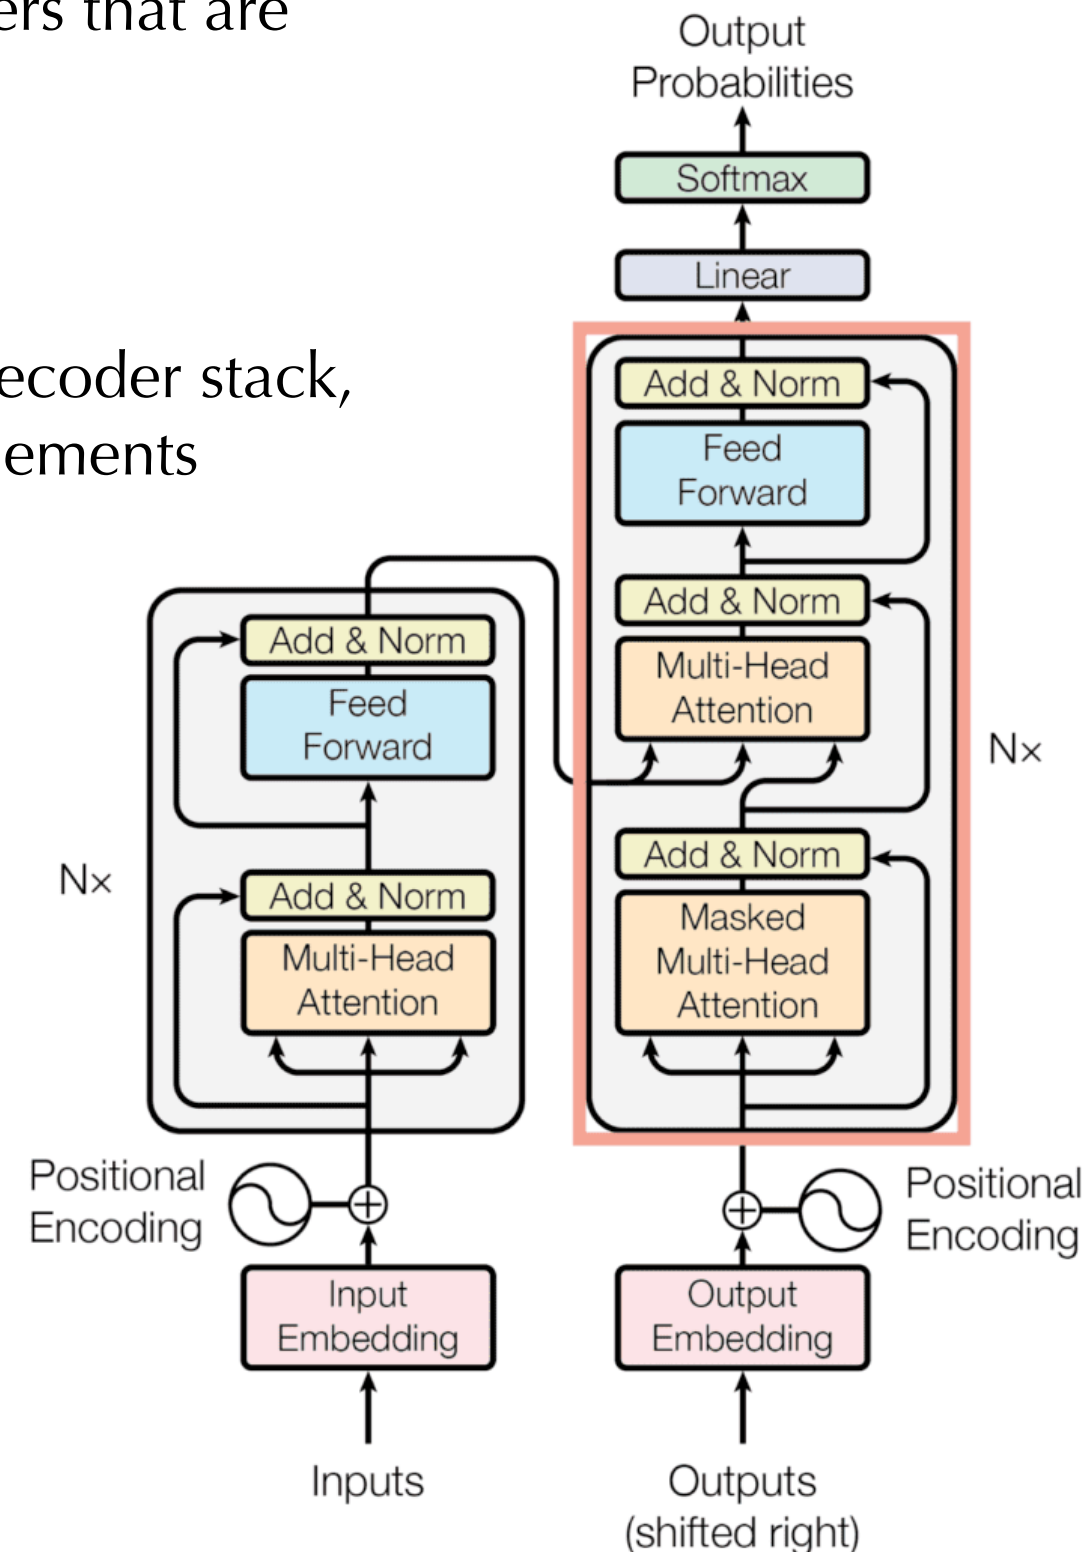 ers that are
ecoder stack,
ements
Output
Probabilities
Softmax
Linear
Add & Norm
Feed
Forward
Add & Norm
Multi-Head
Attention
Nx
Add & Norm
Masked
Multi-Head
Attention
Add & Norm
Feed
Forward
Nx
Add & Norm
Multi-Head
Attention
Positional
Encoding
Positional
Encoding
Input
Embedding
Output
Embedding
Inputs
Outputs
(shifted right)